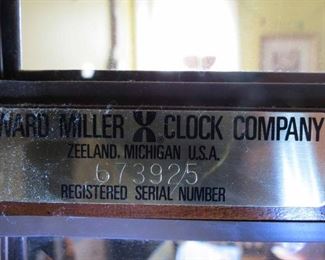 WARD MILLER CLOCK COMPANY
ZEELAND, MICHIGAN U.S.A.
673925
REGISTERED SERIAL NUMBER